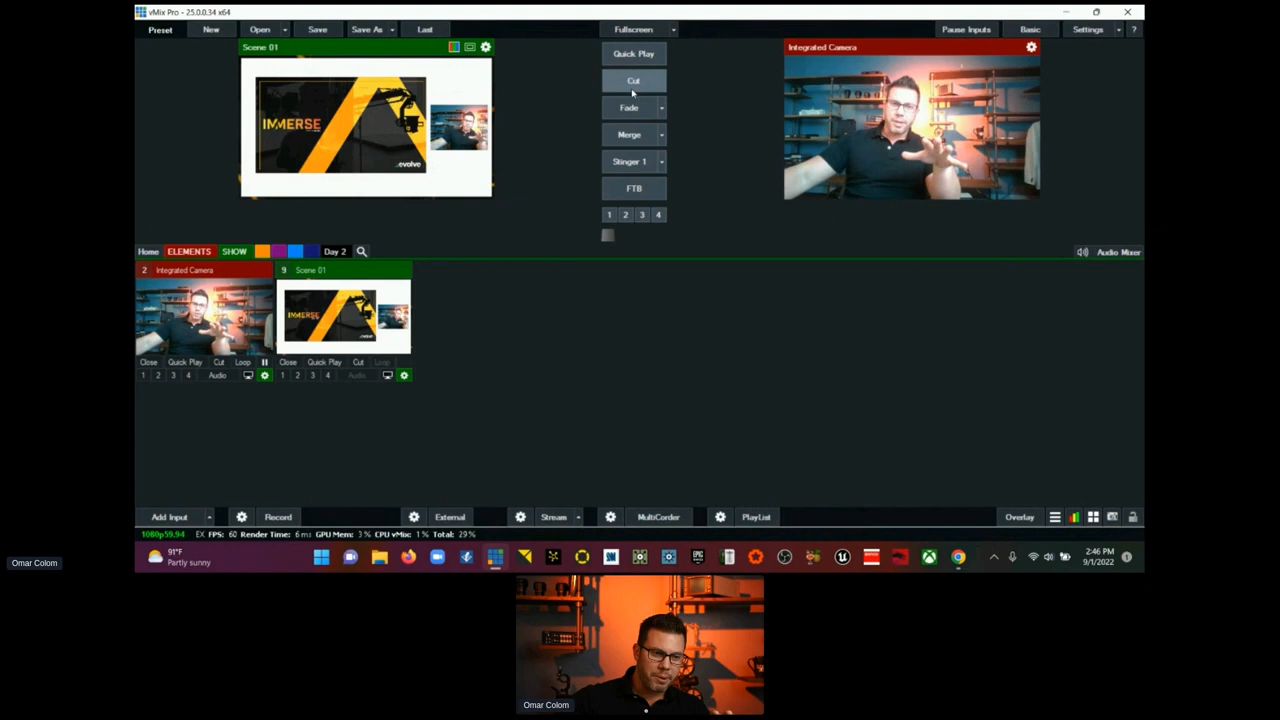 vMix Pro - 25.0.0.34 x64
Preset New Open Save Save As Last Fullscreen Pause Inputs Basic Settings ?
Scene 01
Integrated Camera
Quick Play
Cut
Fade
Merge
Stinger 1
FTB
1 2 3 4
IMMERSE
.evolve
Home ELEMENTS SHOW Day 2 Audio Mixer
2 Integrated Camera
9 Scene 01
IMMERSE
Close Quick Play Cut Loop
Close Quick Play Cut Loop
1 2 3 4 Audio
1 2 3 4 Audio
Add Input Record External Stream MultiCorder PlayList Overlay
1080p59.94 EX FPS: 60 Render Time: 6 ms GPU Mem: 3 % CPU vMix: 1 % Total: 29 %
91°F
Partly sunny
2:46 PM
9/1/2022
Omar Colom
Omar Colom